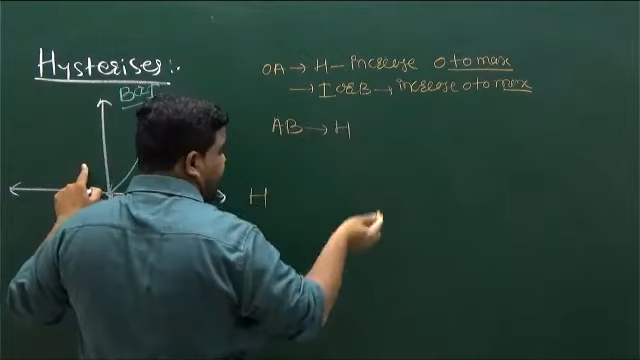 Hysterises:-
OA → H - increase 0 to max
→ I or B → increase 0 to max
AB → H
H